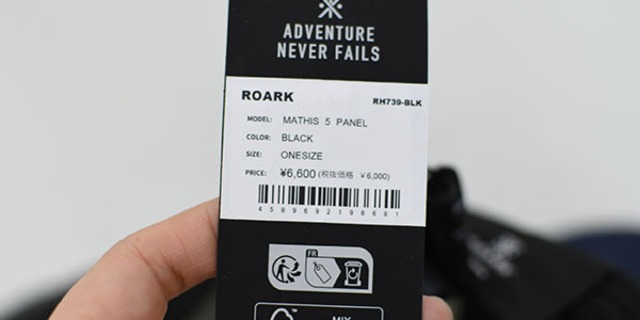 ADVENTURE
NEVER FAILS
ROARK RH739-BLK
MODEL: MATHIS 5 PANEL
COLOR: BLACK
SIZE: ONESIZE
PRICE: ¥6,600 (税抜価格 ¥6,000)
4589692196681
FR
MIX